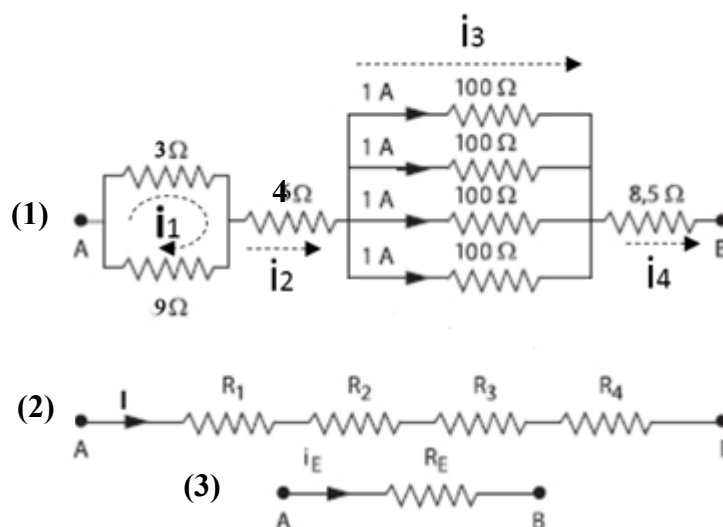 i3
1 A 100 Ω
3Ω 1 A 100 Ω
(1) A i1 4 Ω 1 A 100 Ω 8,5 Ω
i2 1 A 100 Ω i4
9Ω
(2) A I R1 R2 R3 R4
(3) iE RE
A B